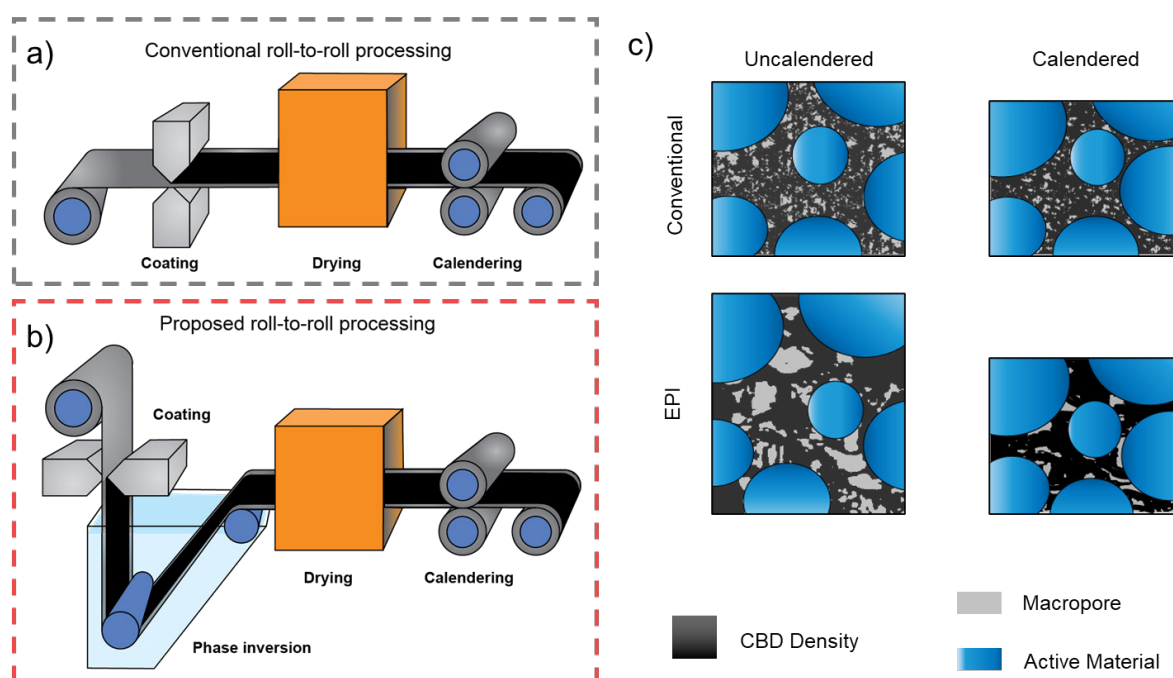 a)
Conventional roll-to-roll processing
Coating
Drying
Calendering
b)
Proposed roll-to-roll processing
Coating
Drying
Calendering
Phase inversion
c)
Uncalendered
Calendered
Conventional
EPI
CBD Density
Macropore
Active Material